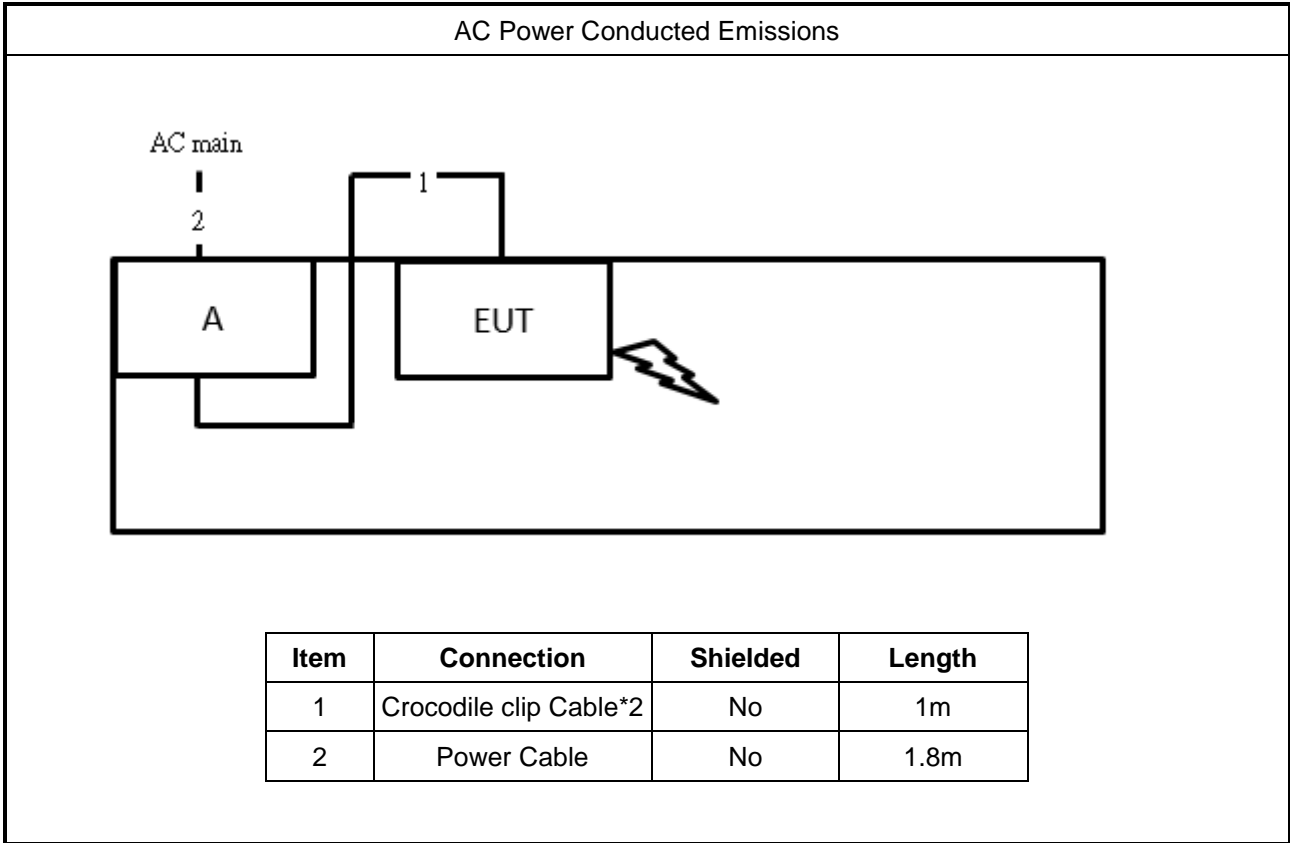 AC Power Conducted Emissions
AC main
1
2
A
EUT
Item Connection Shielded Length
1 Crocodile clip Cable*2 No 1m
2 Power Cable No 1.8m